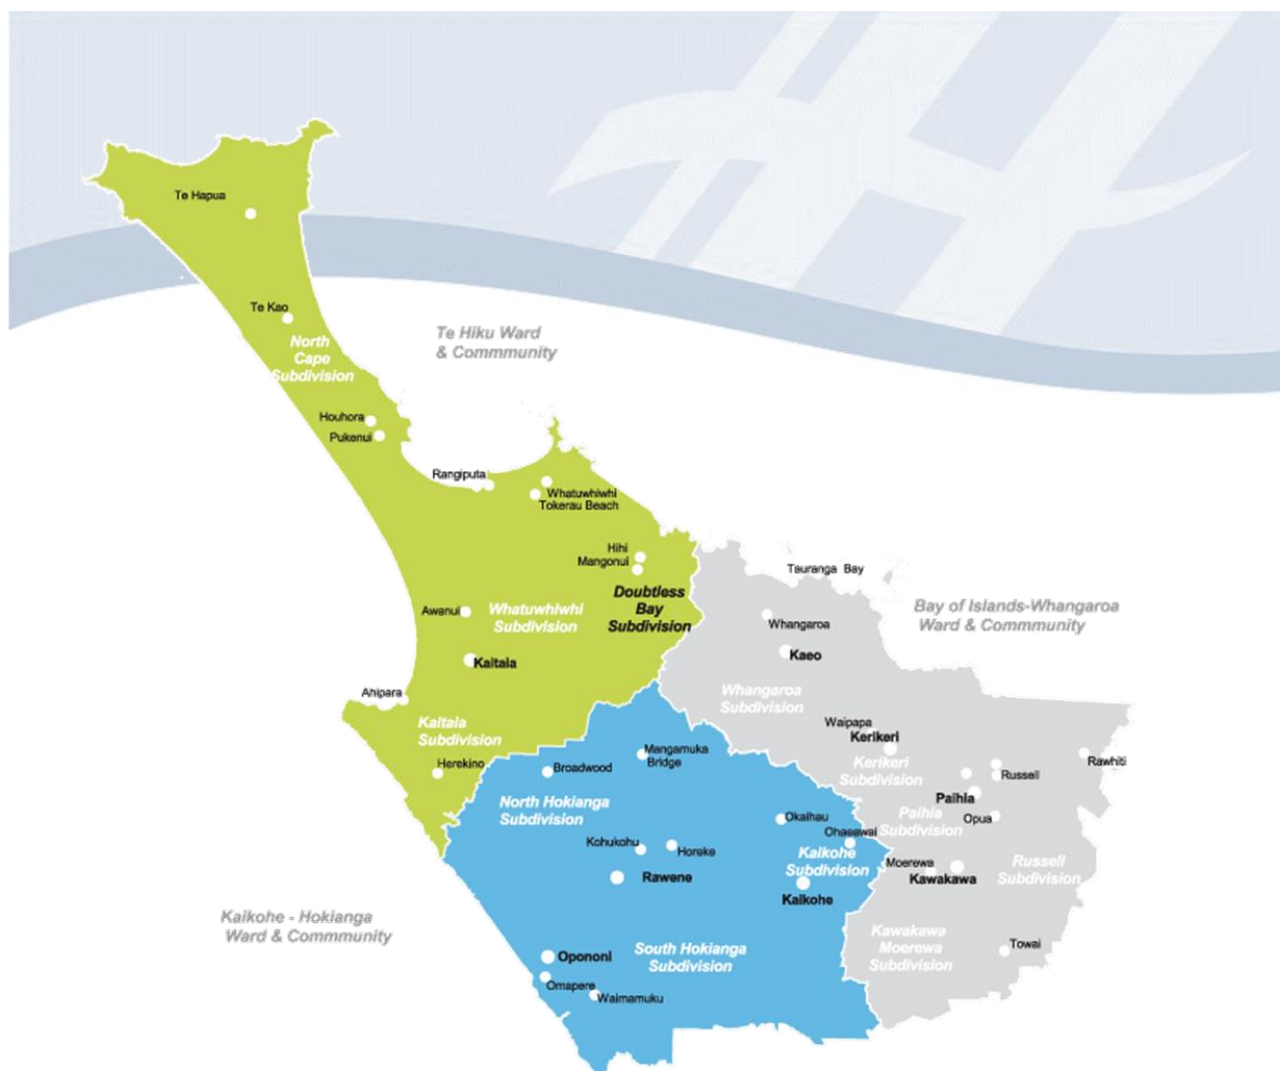 Te Hapua
Te Kao
North
Cape
Subdivision
Te Hiku Ward
& Commmunity
Houhora
Pukenui
Rangiputa
Whatuwhiwhi
Tokerau Beach
Hihi
Mangonui
Doubtless
Bay
Subdivision
Tauranga Bay
Bay of Islands-Whangaroa
Ward & Commmunity
Awanui
Whatuwhiwhi
Subdivision
Whangaroa
Kaeo
Kaitaia
Ahipara
Kaitaia
Subdivision
Whangaroa
Subdivision
Waipapa
Kerikeri
Kerikeri
Subdivision
Herekino
Broadwood
Mangamuka
Bridge
Rawhiti
Russell
Paihia
North Hokianga
Subdivision
Okaihau
Paihia
Subdivision
Opua
Ohaeawai
Kohukohu
Horeke
Kaikohe
Subdivision
Moerewa
Kawakawa
Russell
Subdivision
Rawene
Kaikohe
Kaikohe - Hokianga
Ward & Commmunity
Kawakawa
Moerewa
Subdivision
Towai
Opononi
South Hokianga
Subdivision
Omapere
Waimamuku